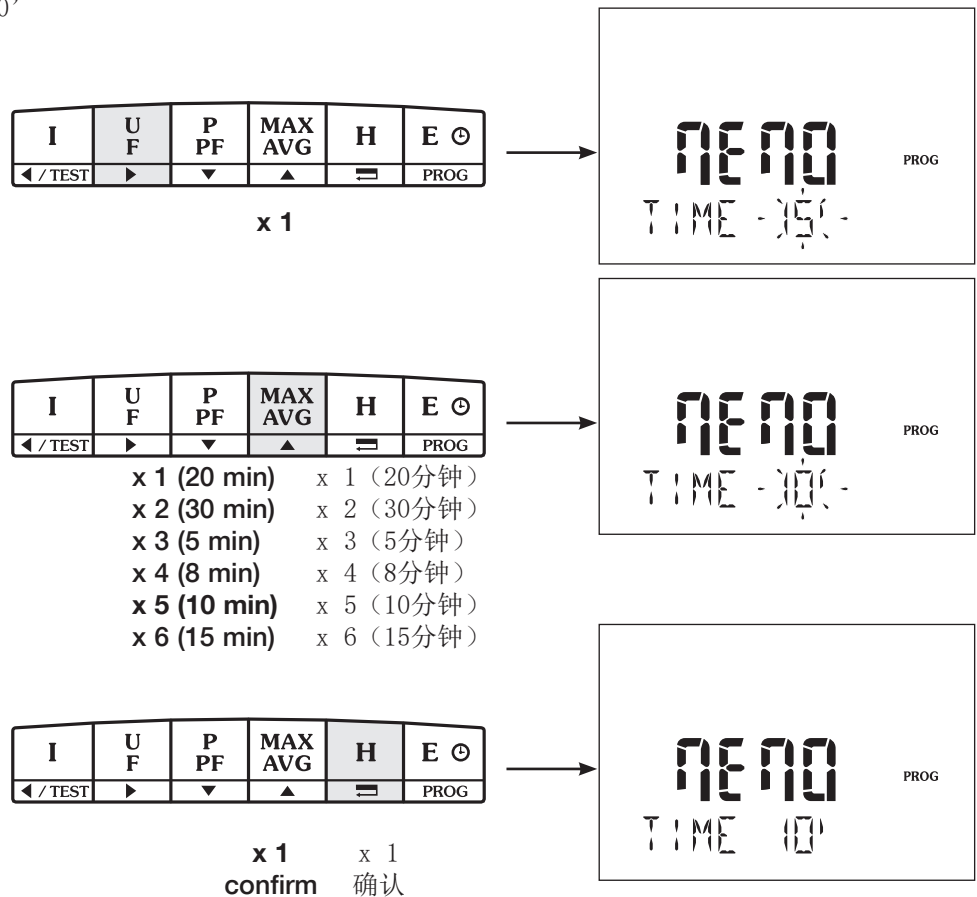 0'
I U F P PF MAX AVG H E
/ TEST PROG
x 1
MEMO PROG
TIME 15'
I U F P PF MAX AVG H E
/ TEST PROG
x 1 (20 min) x 1（20分钟）
x 2 (30 min) x 2（30分钟）
x 3 (5 min) x 3（5分钟）
x 4 (8 min) x 4（8分钟）
x 5 (10 min) x 5（10分钟）
x 6 (15 min) x 6（15分钟）
MEMO PROG
TIME 10'
I U F P PF MAX AVG H E
/ TEST PROG
x 1 x 1
confirm 确认
MEMO PROG
TIME 10'